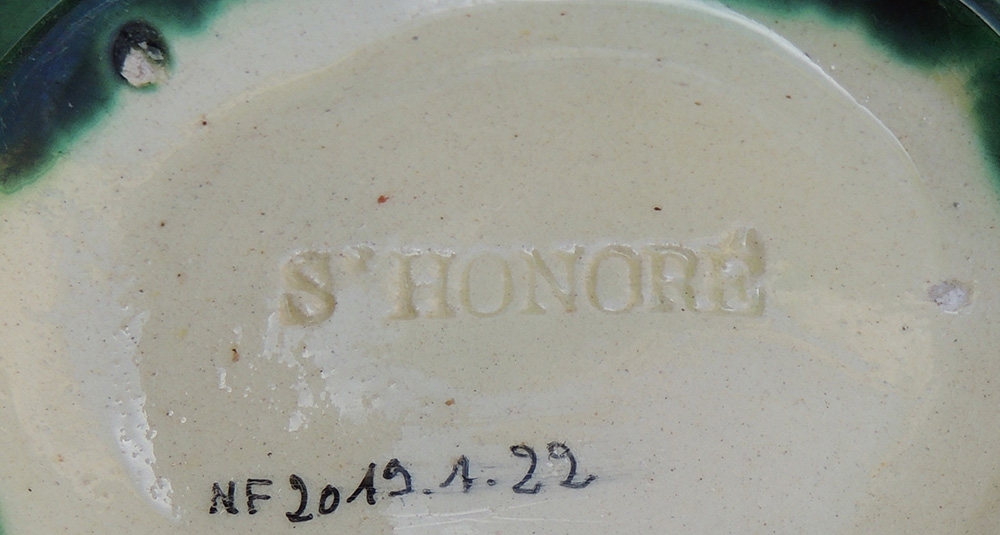 S' HONORÉ
NF 2019.1.22